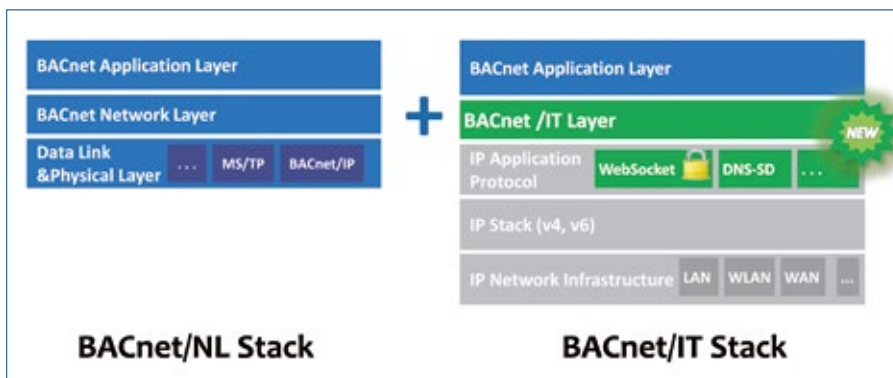 BACnet Application Layer
BACnet Network Layer
Data Link
&Physical Layer
... MS/TP BACnet/IP
BACnet/NL Stack
+
BACnet Application Layer
BACnet /IT Layer
NEW
IP Application
Protocol
WebSocket DNS-SD ...
IP Stack (v4, v6)
IP Network Infrastructure LAN WLAN WAN ...
BACnet/IT Stack